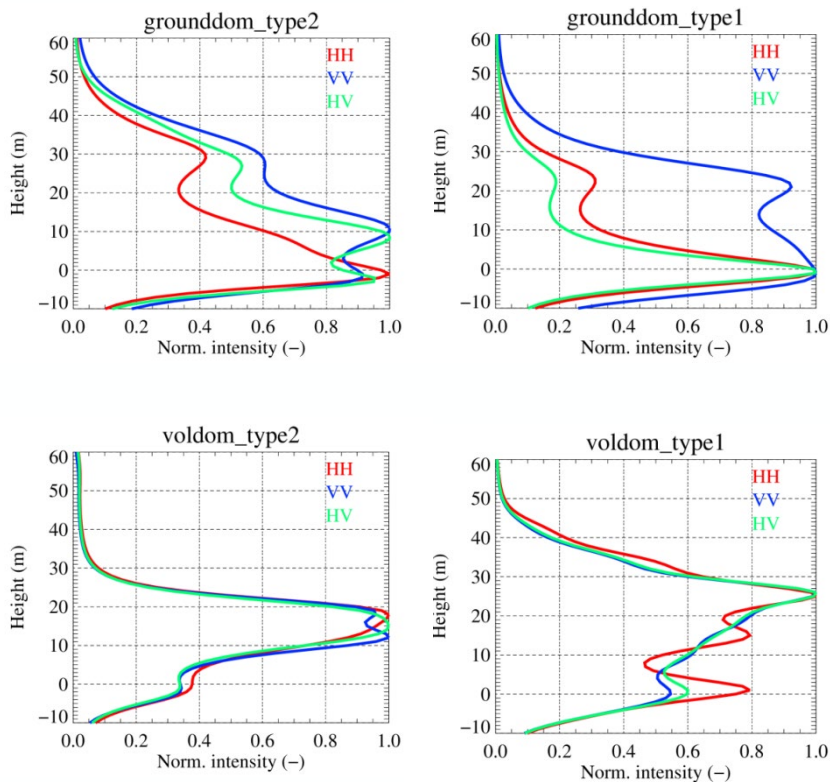 grounddom_type2
60
50
40
30
20
10
0
−10
Height (m)
HH
VV
HV
0.0 0.2 0.4 0.6 0.8 1.0
Norm. intensity (−)
grounddom_type1
60
50
40
30
20
10
0
−10
Height (m)
HH
VV
HV
0.0 0.2 0.4 0.6 0.8 1.0
Norm. intensity (−)
voldom_type2
60
50
40
30
20
10
0
−10
Height (m)
HH
VV
HV
0.0 0.2 0.4 0.6 0.8 1.0
Norm. intensity (−)
voldom_type1
60
50
40
30
20
10
0
−10
Height (m)
HH
VV
HV
0.0 0.2 0.4 0.6 0.8 1.0
Norm. intensity (−)